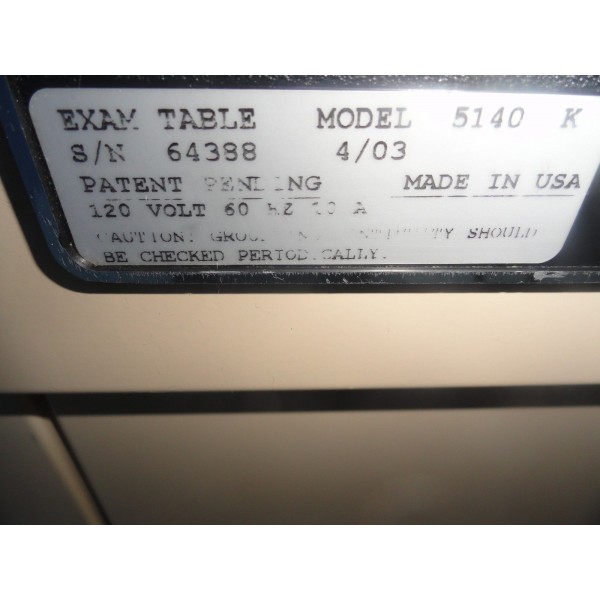 EXAM TABLE MODEL 5140 K
S/N 64388 4/03
PATENT PENDING MADE IN USA
120 VOLT 60 HZ A
CAUTION: SHOULD
BE CHECKED PERIODICALLY.